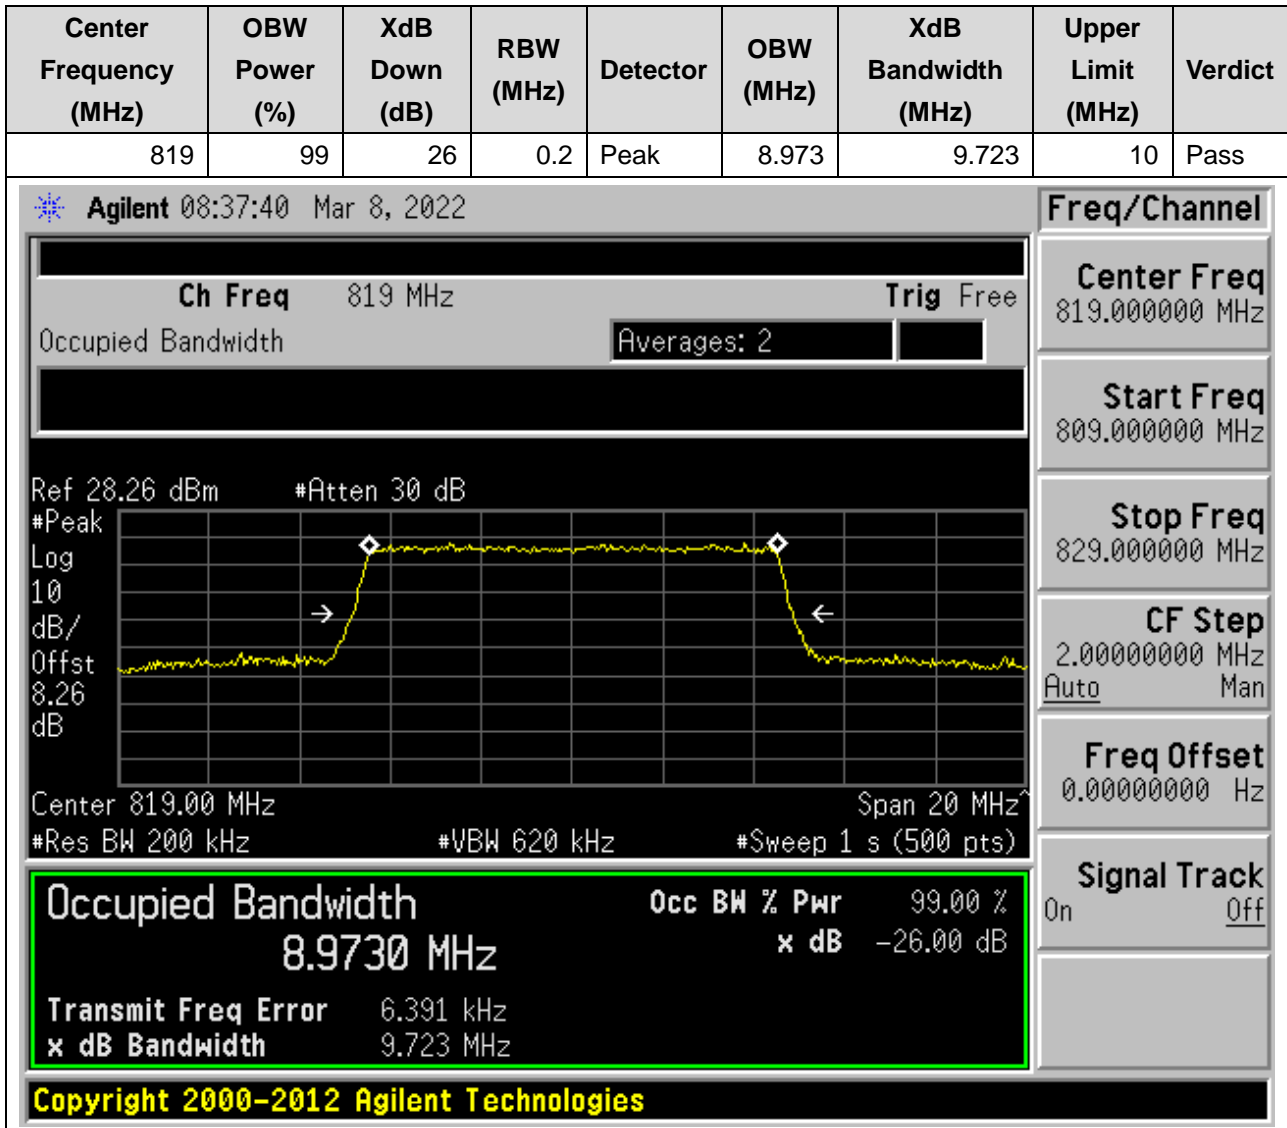 Center Frequency (MHz) OBW Power (%) XdB Down (dB) RBW (MHz) Detector OBW (MHz) XdB Bandwidth (MHz) Upper Limit (MHz) Verdict
819 99 26 0.2 Peak 8.973 9.723 10 Pass
Agilent 08:37:40 Mar 8, 2022
Freq/Channel
Ch Freq 819 MHz Trig Free
Occupied Bandwidth Averages: 2
Ref 28.26 dBm #Atten 30 dB
#Peak
Log
10
dB/
Offst
8.26
dB
Center 819.00 MHz Span 20 MHz^
#Res BW 200 kHz #VBW 620 kHz #Sweep 1 s (500 pts)
Occupied Bandwidth Occ BW % Pwr 99.00 %
8.9730 MHz x dB -26.00 dB
Transmit Freq Error 6.391 kHz
x dB Bandwidth 9.723 MHz
Center Freq
819.000000 MHz
Start Freq
809.000000 MHz
Stop Freq
829.000000 MHz
CF Step
2.00000000 MHz
Auto Man
Freq Offset
0.00000000 Hz
Signal Track
On Off
Copyright 2000-2012 Agilent Technologies